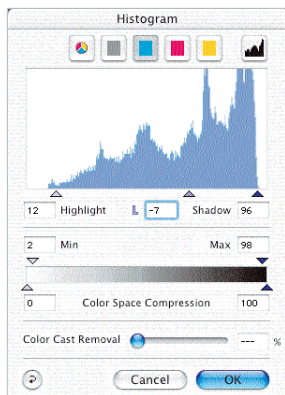 Histogram
12 Highlight L -7 Shadow 96
2 Min Max 98
0 Color Space Compression 100
Color Cast Removal --- %
Cancel OK